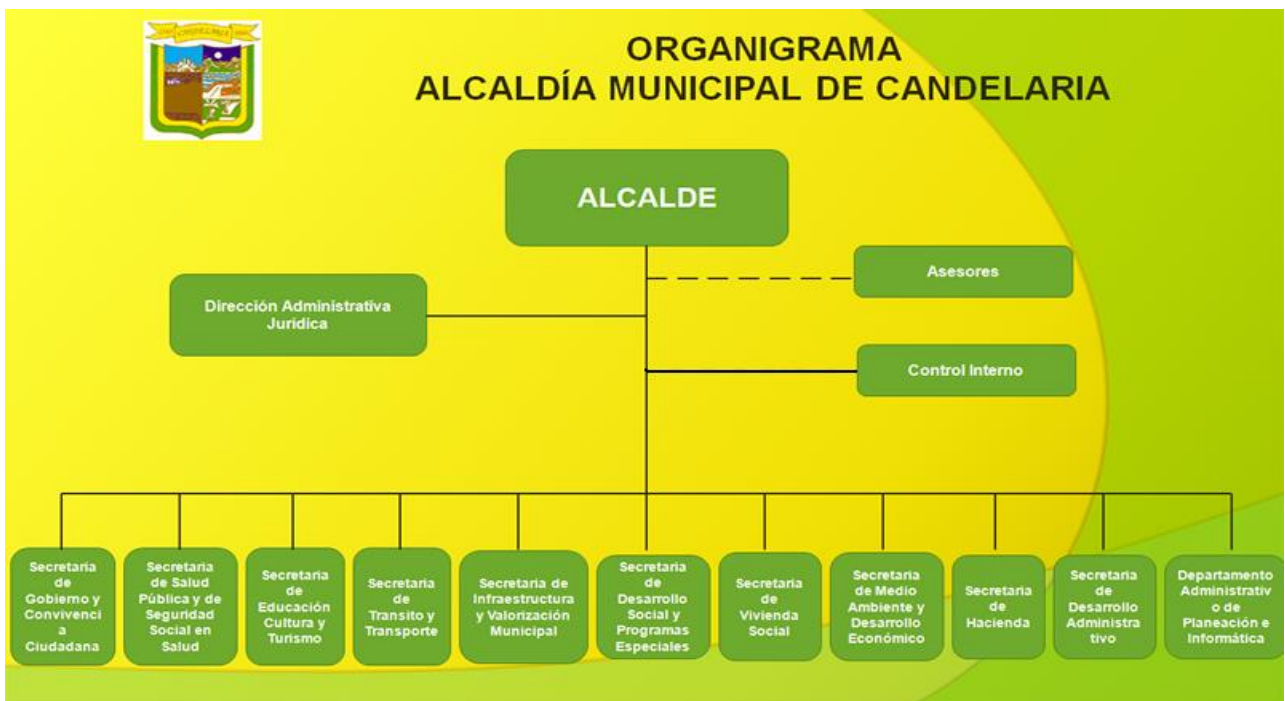 ORGANIGRAMA
ALCALDÍA MUNICIPAL DE CANDELARIA
ALCALDE
Asesores
Dirección Administrativa
Jurídica
Control Interno
Secretaria
de
Gobierno y
Convivenci
a
Ciudadana
Secretaria
de Salud
Pública y de
Seguridad
Social en
Salud
Secretaria
de
Educación
Cultura y
Turismo
Secretaria
de
Transito y
Transporte
Secretaria de
Infraestructura
y Valorización
Municipal
Secretaria
de
Desarrollo
Social y
Programas
Especiales
Secretaria
de
Vivienda
Social
Secretaria
de Medio
Ambiente y
Desarrollo
Económico
Secretaria
de
Hacienda
Secretaria
de
Desarrollo
Administra
tivo
Departamento
Administrativ
o de
Planeación e
Informática